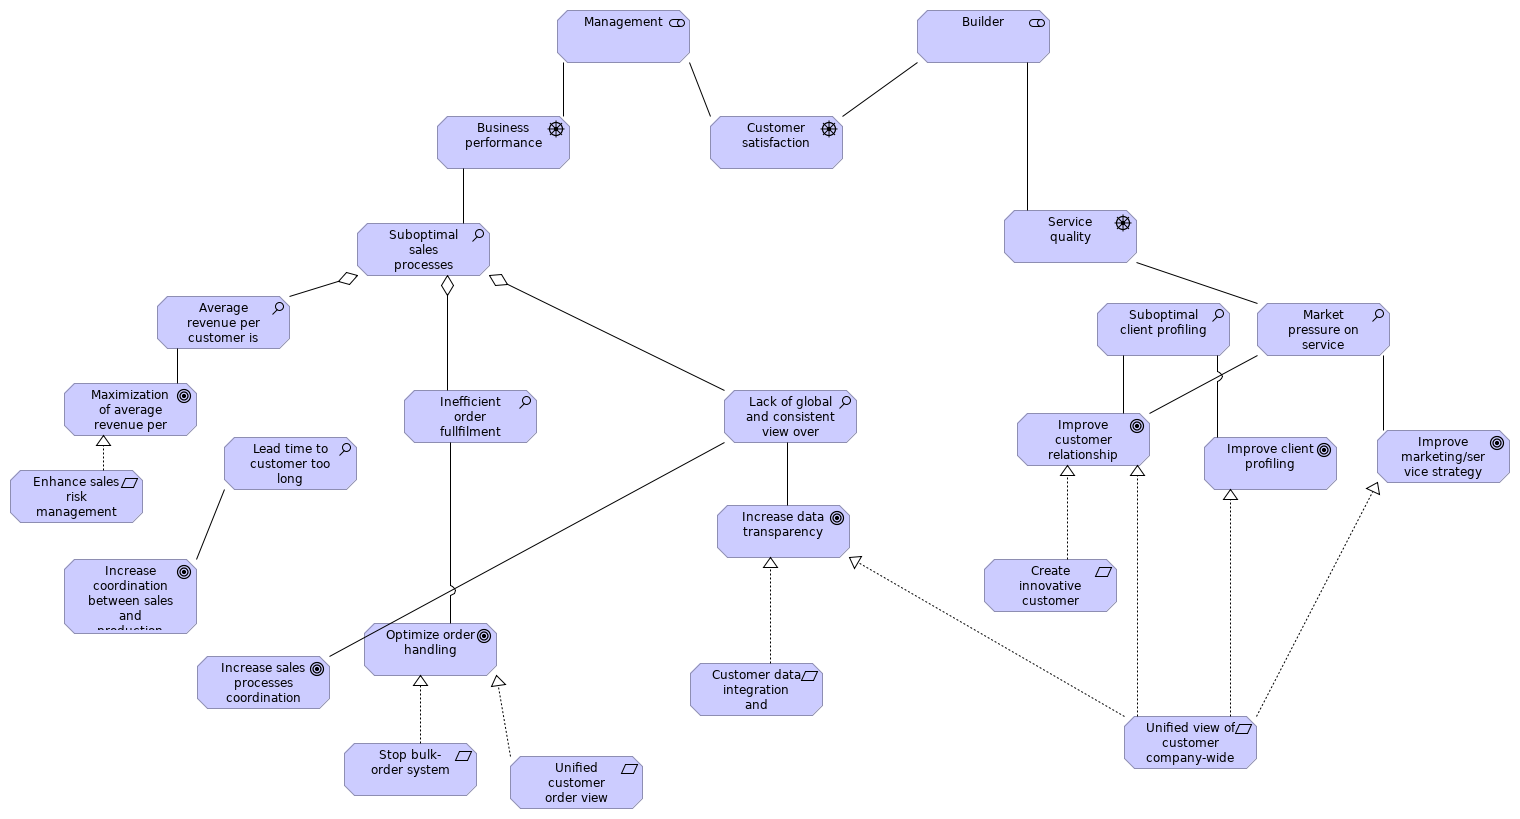 Management
Builder
Business
performance
Customer
satisfaction
Service
quality
Suboptimal
sales
processes
Average
revenue per
customer is
Suboptimal
client profiling
Market
pressure on
service
Maximization
of average
revenue per
Inefficient
order
fullfilment
Lack of global
and consistent
view over
Improve
customer
relationship
Improve client
profiling
Improve
marketing/ser
vice strategy
Lead time to
customer too
long
Enhance sales
risk
management
Increase data
transparency
Increase
coordination
between sales
and
production
Create
innovative
customer
Optimize order
handling
Increase sales
processes
coordination
Customer data
integration
and
Unified view of
customer
company-wide
Stop bulk-
order system
Unified
customer
order view